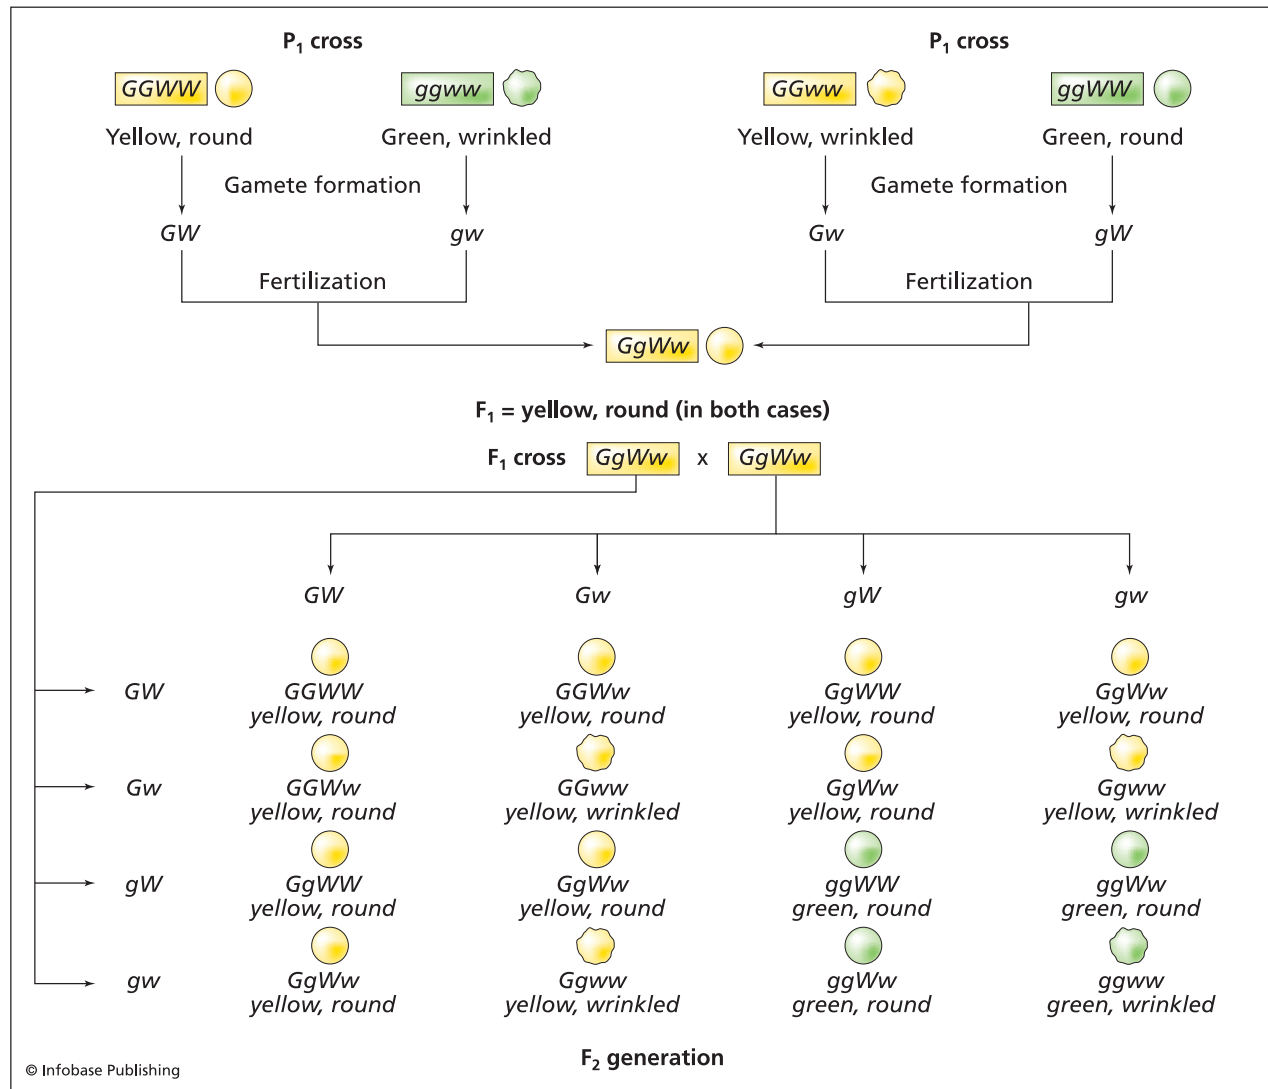 P1 cross
P1 cross
GGWW
ggww
GGww
ggWW
Yellow, round
Green, wrinkled
Yellow, wrinkled
Green, round
Gamete formation
Gamete formation
GW
gw
Gw
gW
Fertilization
Fertilization
GgWw
F1 = yellow, round (in both cases)
F1 cross GgWw x GgWw
GW Gw gW gw
GW
GGWW GGWw GgWW GgWw
yellow, round yellow, round yellow, round yellow, round
Gw
GGWw GGww GgWw Ggww
yellow, round yellow, wrinkled yellow, round yellow, wrinkled
gW
GgWW GgWw ggWW ggWw
yellow, round yellow, round green, round green, round
gw
GgWw Ggww ggWw ggww
yellow, round yellow, wrinkled green, round green, wrinkled
F2 generation
© Infobase Publishing